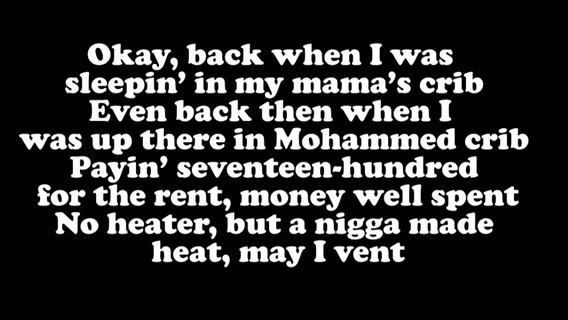 Okay, back when I was
sleepin’ in my mama’s crib
Even back then when I
was up there in Mohammed crib
Payin’ seventeen-hundred
for the rent, money well spent
No heater, but a nigga made
heat, may I vent